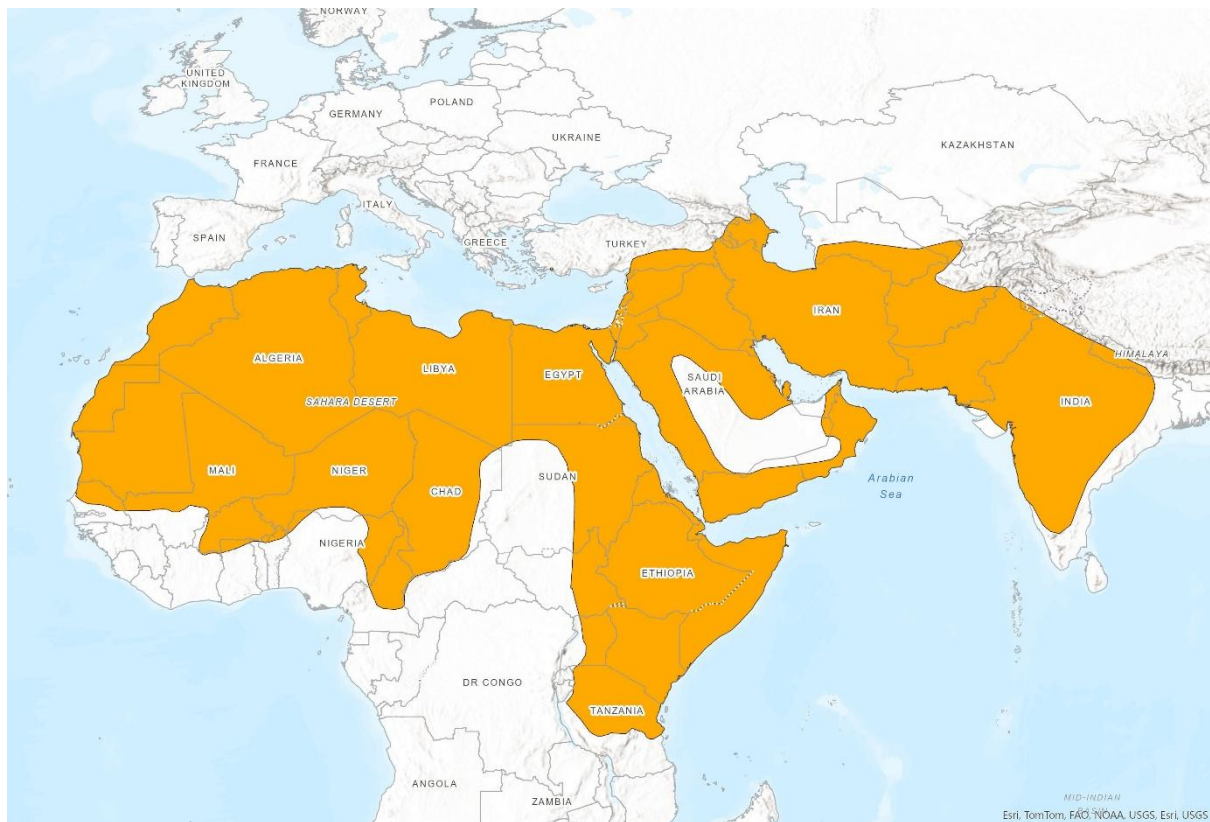 NORWAY
UNITED
KINGDOM
POLAND
GERMANY
UKRAINE
KAZAKHSTAN
FRANCE
ITALY
SPAIN
GREECE
TURKEY
IRAN
ALGERIA
LIBYA
EGYPT
SAUDI
ARABIA
HIMALAYA
SAHARA DESERT
INDIA
MALI
NIGER
CHAD
SUDAN
Arabian
Sea
NIGERIA
ETHIOPIA
DR CONGO
TANZANIA
ANGOLA
ZAMBIA
MID-INDIAN
Esri, TomTom, FAO, NOAA, USGS, Esri, USGS